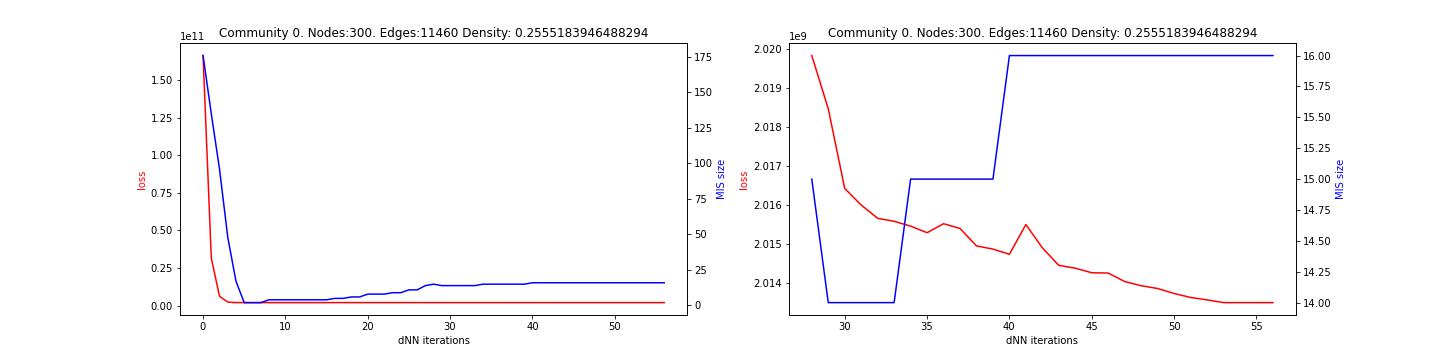 Community 0. Nodes:300. Edges:11460 Density: 0.2555183946488294
1e11
1.50
1.25
1.00
0.75
0.50
0.25
0.00
loss
175
150
125
100
75
50
25
0
MIS size
0 10 20 30 40 50
dNN iterations
Community 0. Nodes:300. Edges:11460 Density: 0.2555183946488294
1e9
2.020
2.019
2.018
2.017
2.016
2.015
2.014
loss
16.00
15.75
15.50
15.25
15.00
14.75
14.50
14.25
14.00
MIS size
30 35 40 45 50 55
dNN iterations